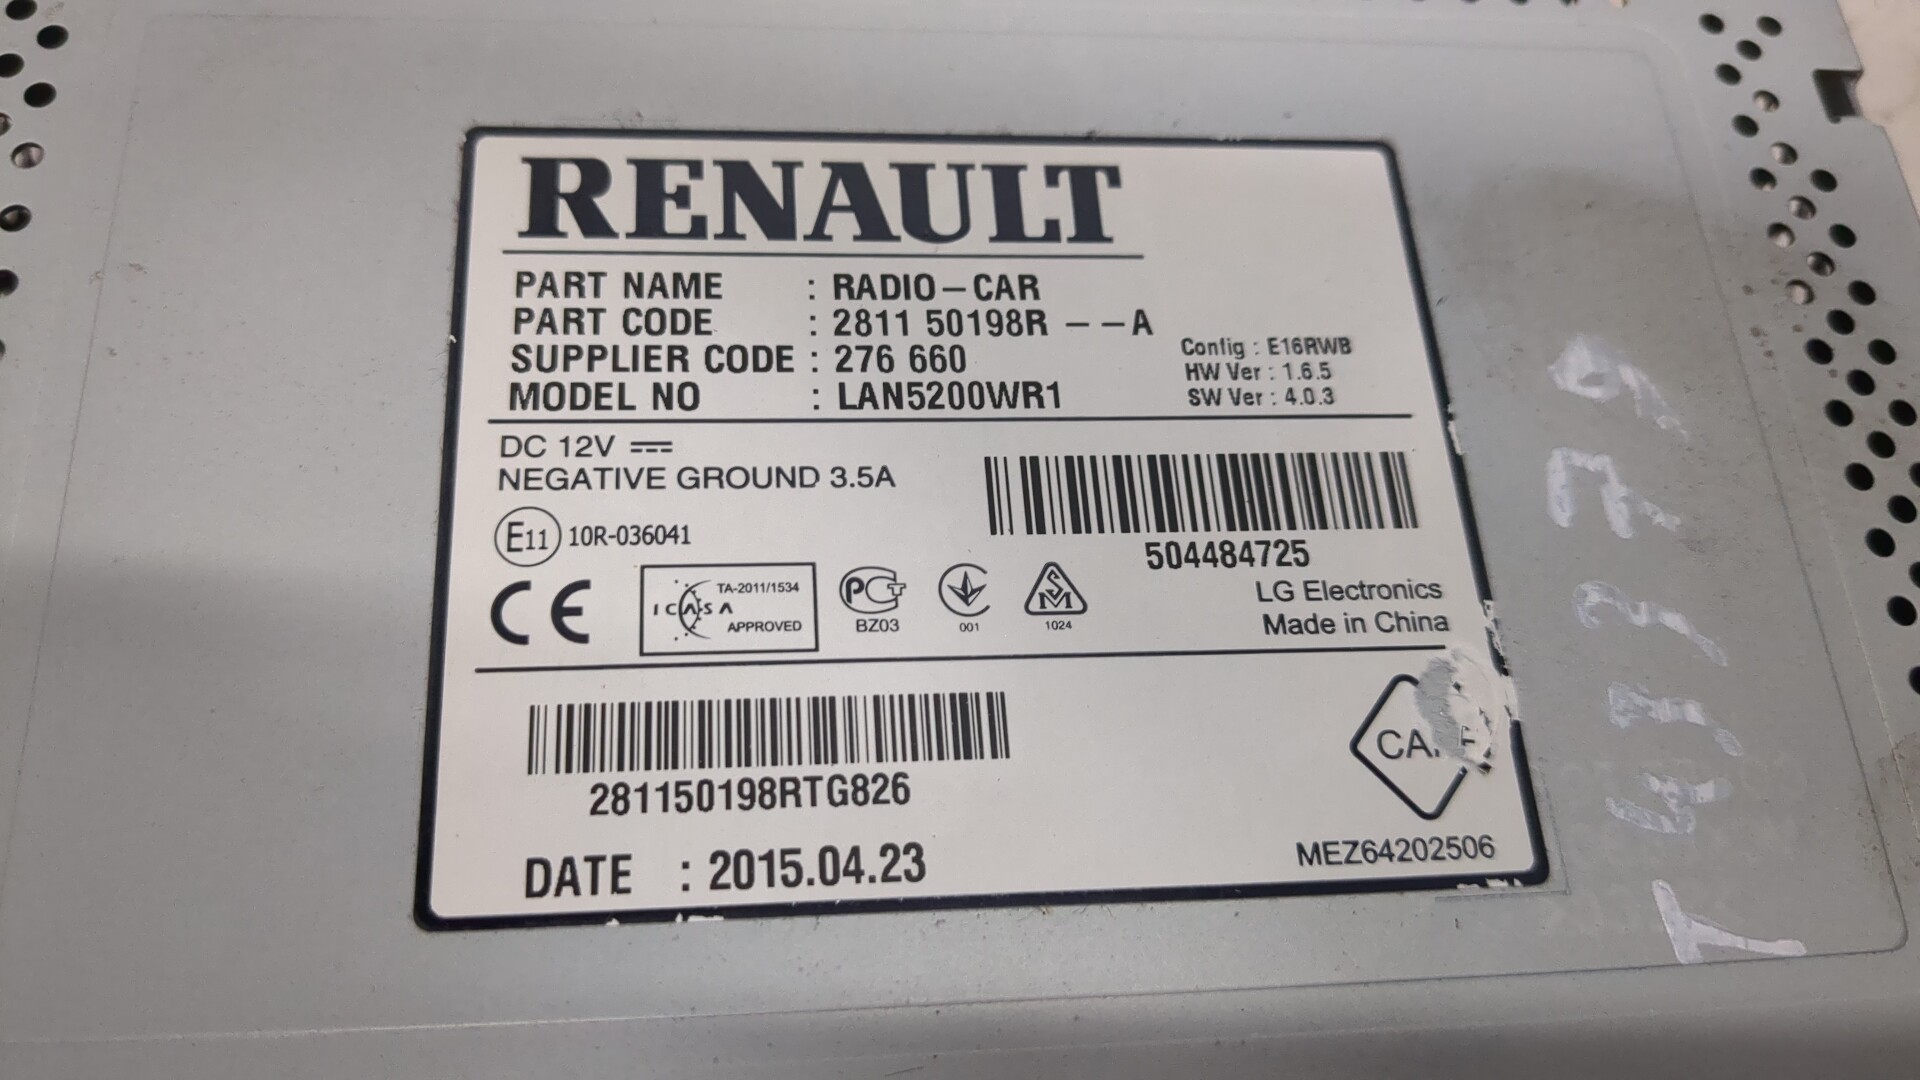 RENAULT
PART NAME : RADIO-CAR
PART CODE : 2811 50198R --A
SUPPLIER CODE : 276 660
MODEL NO : LAN5200WR1
Config : E16RWB
HW Ver : 1.6.5
SW Ver : 4.0.3
DC 12V
NEGATIVE GROUND 3.5A
E11 10R-036041
504484725
LG Electronics
Made in China
CE
ICASA
TA-2011/1534
APPROVED
PCT
BZ03
001
SM
1024
281150198RTG826
DATE : 2015.04.23
MEZ64202506